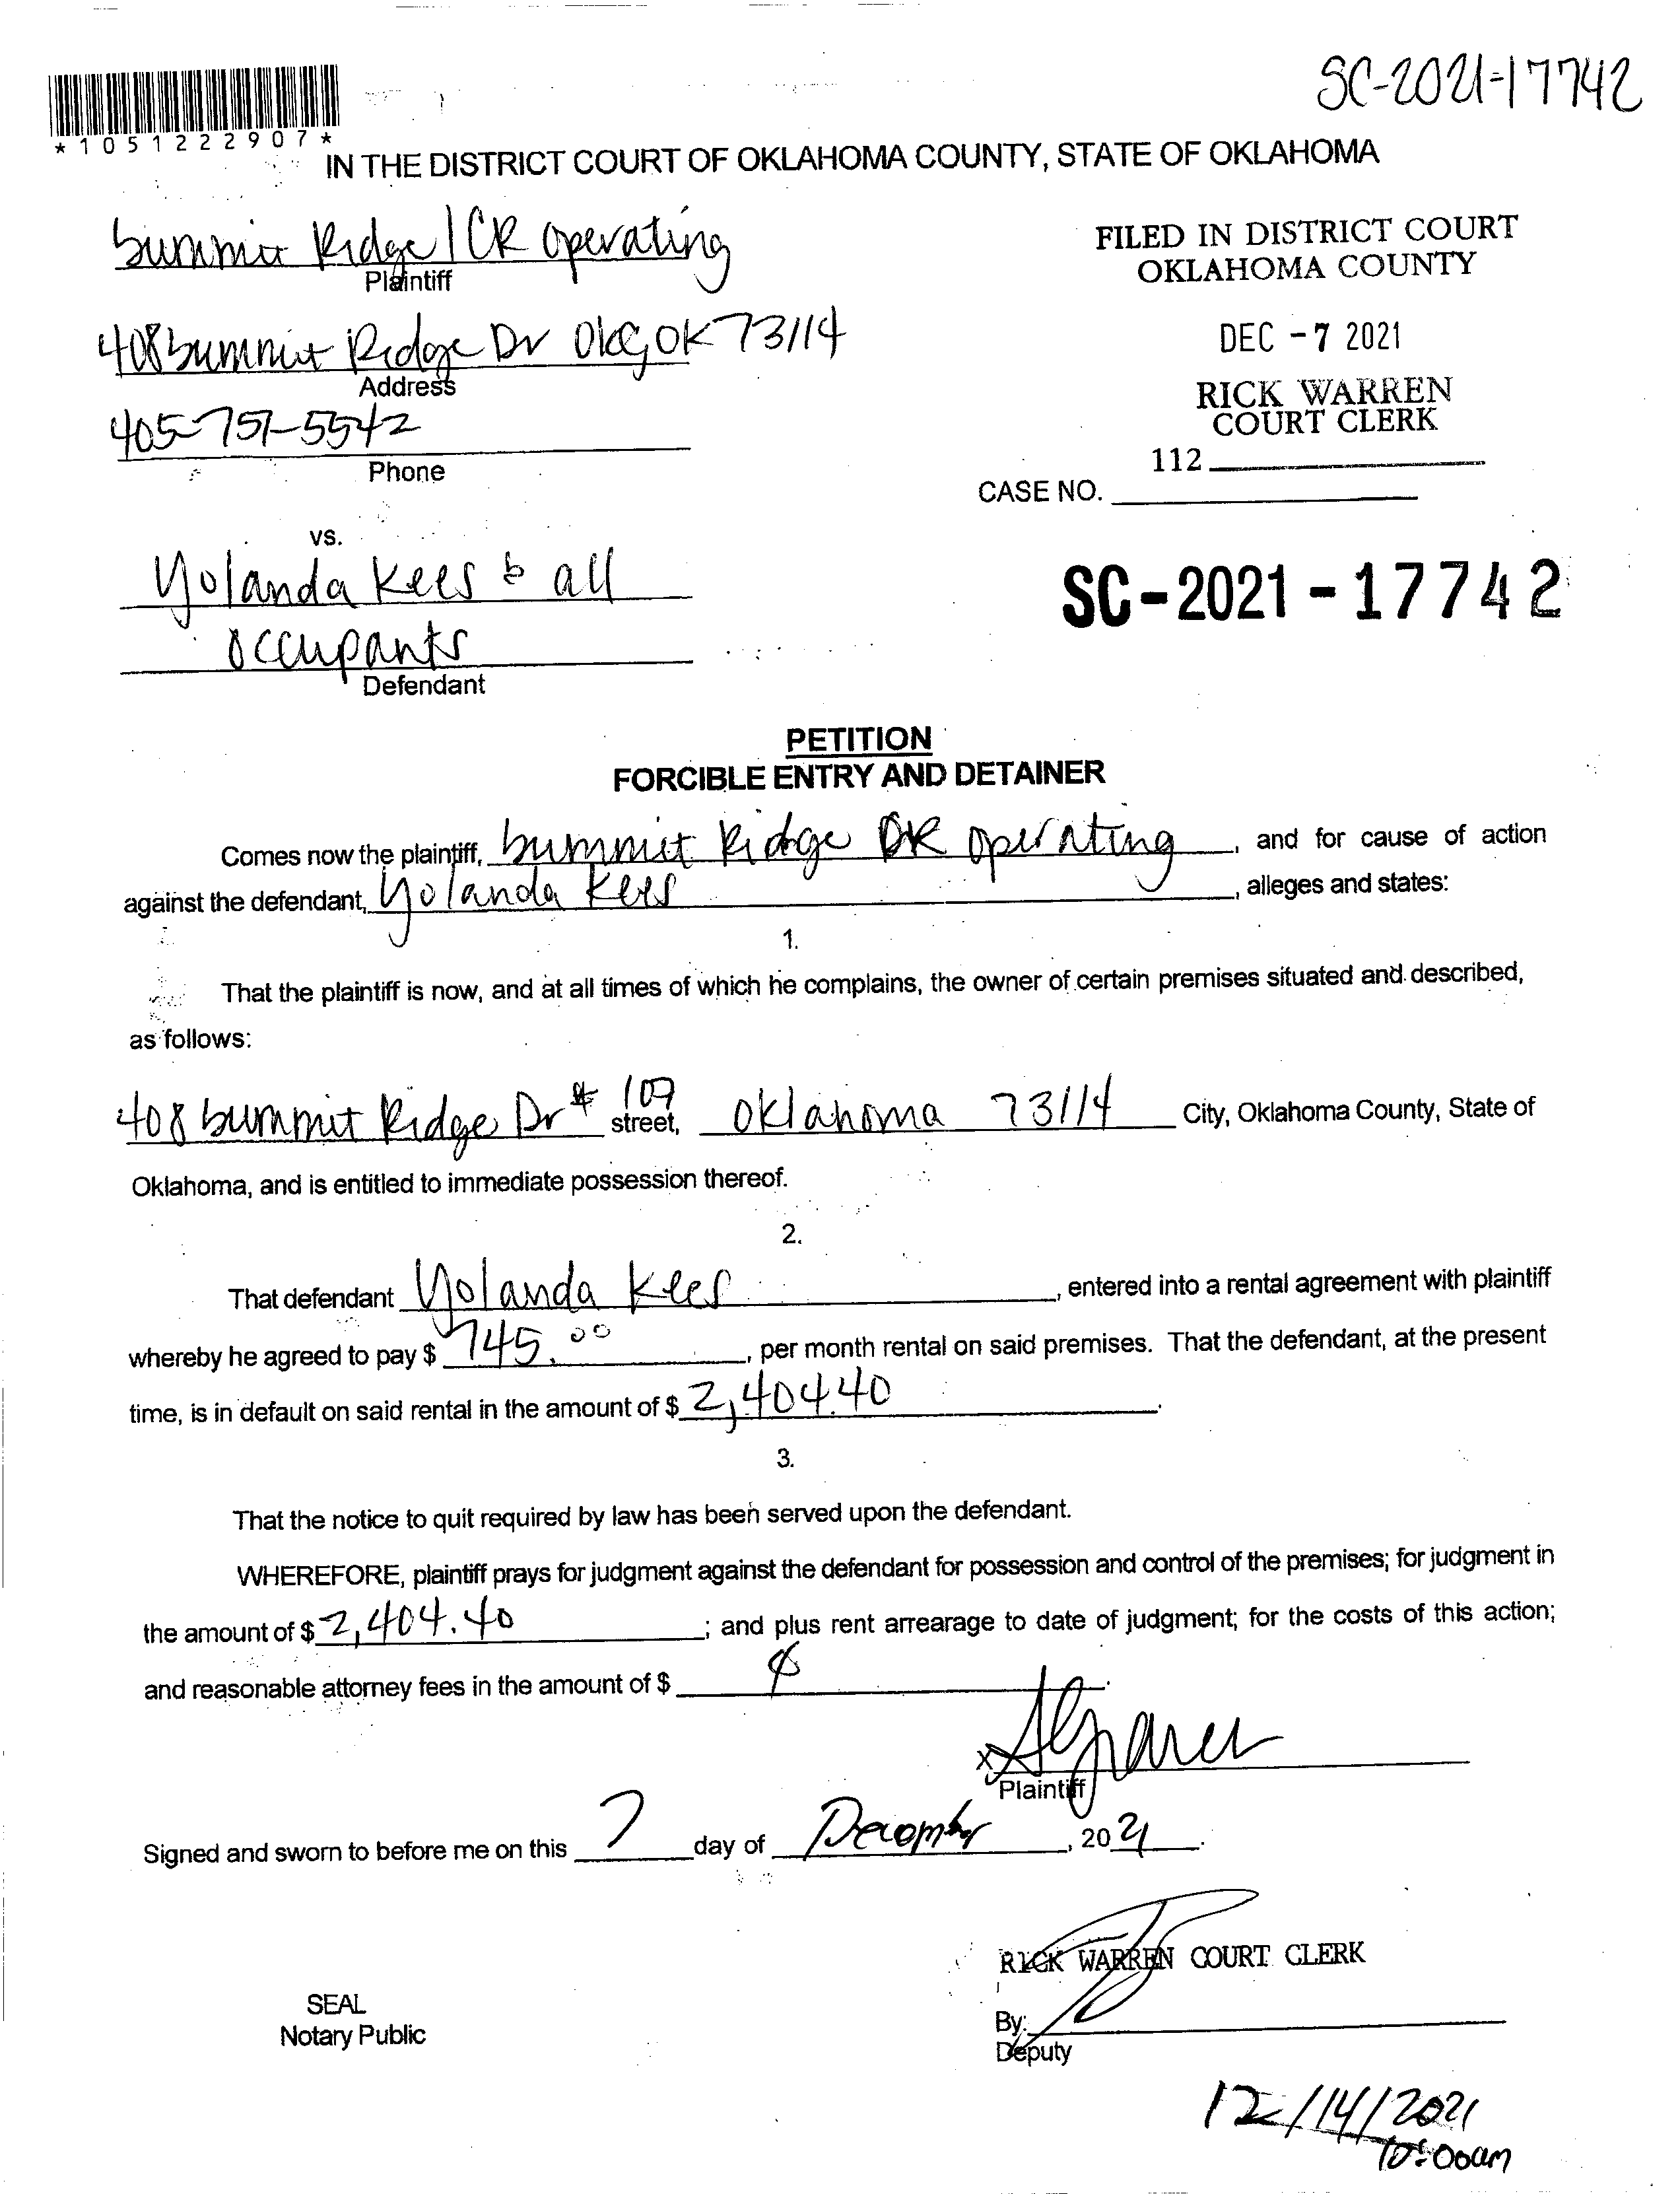 SC-2021-17742
*1051222907*
IN THE DISTRICT COURT OF OKLAHOMA COUNTY, STATE OF OKLAHOMA
Summit Ridge/CR Operating
Plaintiff
FILED IN DISTRICT COURT
OKLAHOMA COUNTY
408 Summit Ridge Dr OKC, OK 73114
Address
DEC -7 2021
405-751-5542
Phone
RICK WARREN
COURT CLERK
112
CASE NO.
vs.
Yolanda Kees & all
occupants
Defendant
SC-2021-17742
PETITION
FORCIBLE ENTRY AND DETAINER
Comes now the plaintiff, Summit Ridge CR Operating, and for cause of action
against the defendant, Yolanda Kees, alleges and states:
1.
That the plaintiff is now, and at all times of which he complains, the owner of certain premises situated and described,
as follows:
408 Summit Ridge Dr # street, Oklahoma 73114 City, Oklahoma County, State of
Oklahoma, and is entitled to immediate possession thereof.
2.
That defendant Yolanda Kees, entered into a rental agreement with plaintiff
whereby he agreed to pay $ 745.00, per month rental on said premises. That the defendant, at the present
time, is in default on said rental in the amount of $ 2,404.40.
3.
That the notice to quit required by law has been served upon the defendant.
WHEREFORE, plaintiff prays for judgment against the defendant for possession and control of the premises; for judgment in
the amount of $ 2,404.40; and plus rent arrearage to date of judgment; for the costs of this action;
and reasonable attorney fees in the amount of $
X
Plaintiff
Signed and sworn to before me on this 7 day of December, 2021.
RICK WARREN COURT CLERK
SEAL
Notary Public
By:
Deputy
12/14/2021
10:00am